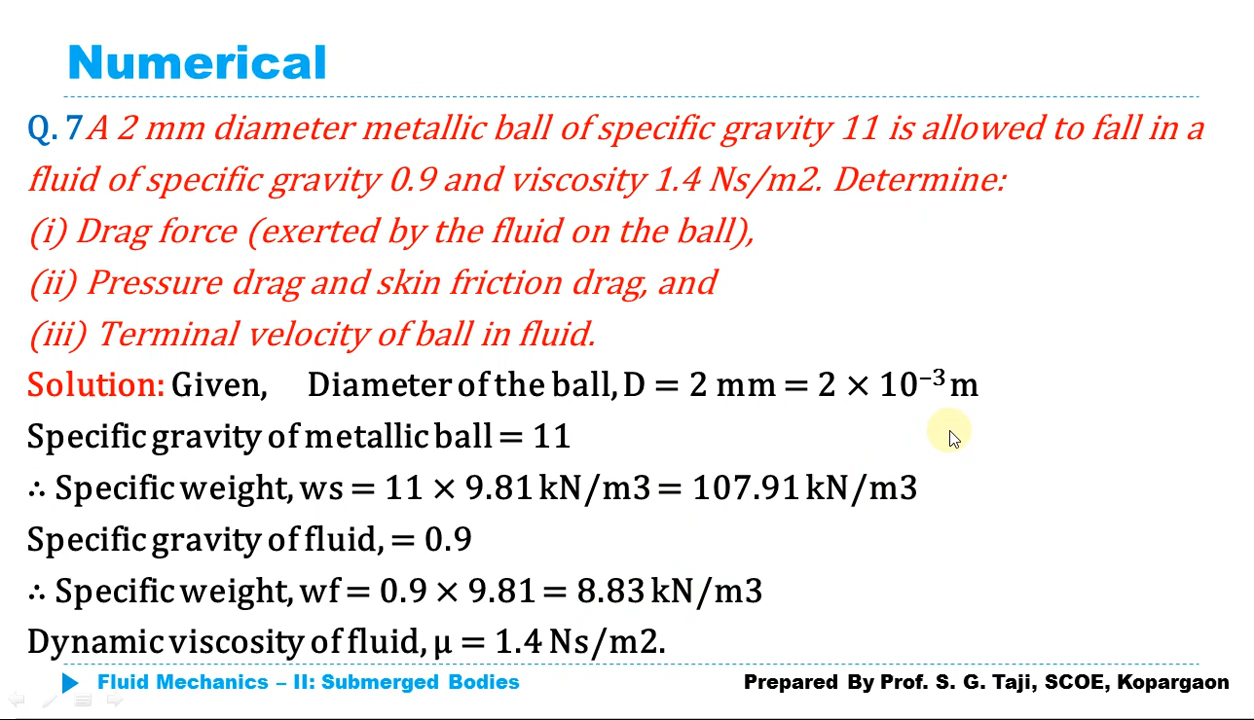 Numerical
Q. 7 A 2 mm diameter metallic ball of specific gravity 11 is allowed to fall in a
fluid of specific gravity 0.9 and viscosity 1.4 Ns/m2. Determine:
(i) Drag force (exerted by the fluid on the ball),
(ii) Pressure drag and skin friction drag, and
(iii) Terminal velocity of ball in fluid.
Solution: Given, Diameter of the ball, D = 2 mm = 2 × 10⁻³ m
Specific gravity of metallic ball = 11
∴ Specific weight, ws = 11 × 9.81 kN/m3 = 107.91 kN/m3
Specific gravity of fluid, = 0.9
∴ Specific weight, wf = 0.9 × 9.81 = 8.83 kN/m3
Dynamic viscosity of fluid, μ = 1.4 Ns/m2.
Fluid Mechanics – II: Submerged Bodies Prepared By Prof. S. G. Taji, SCOE, Kopargaon